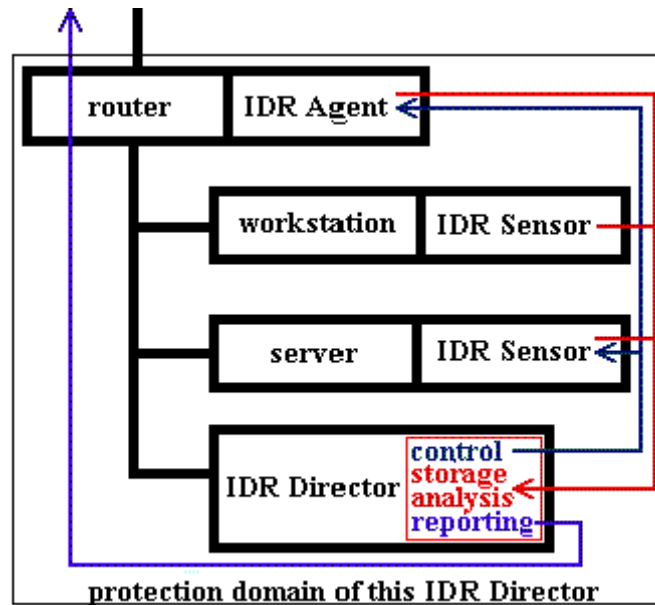 router IDR Agent
workstation IDR Sensor
server IDR Sensor
IDR Director
control
storage
analysis
reporting
protection domain of this IDR Director